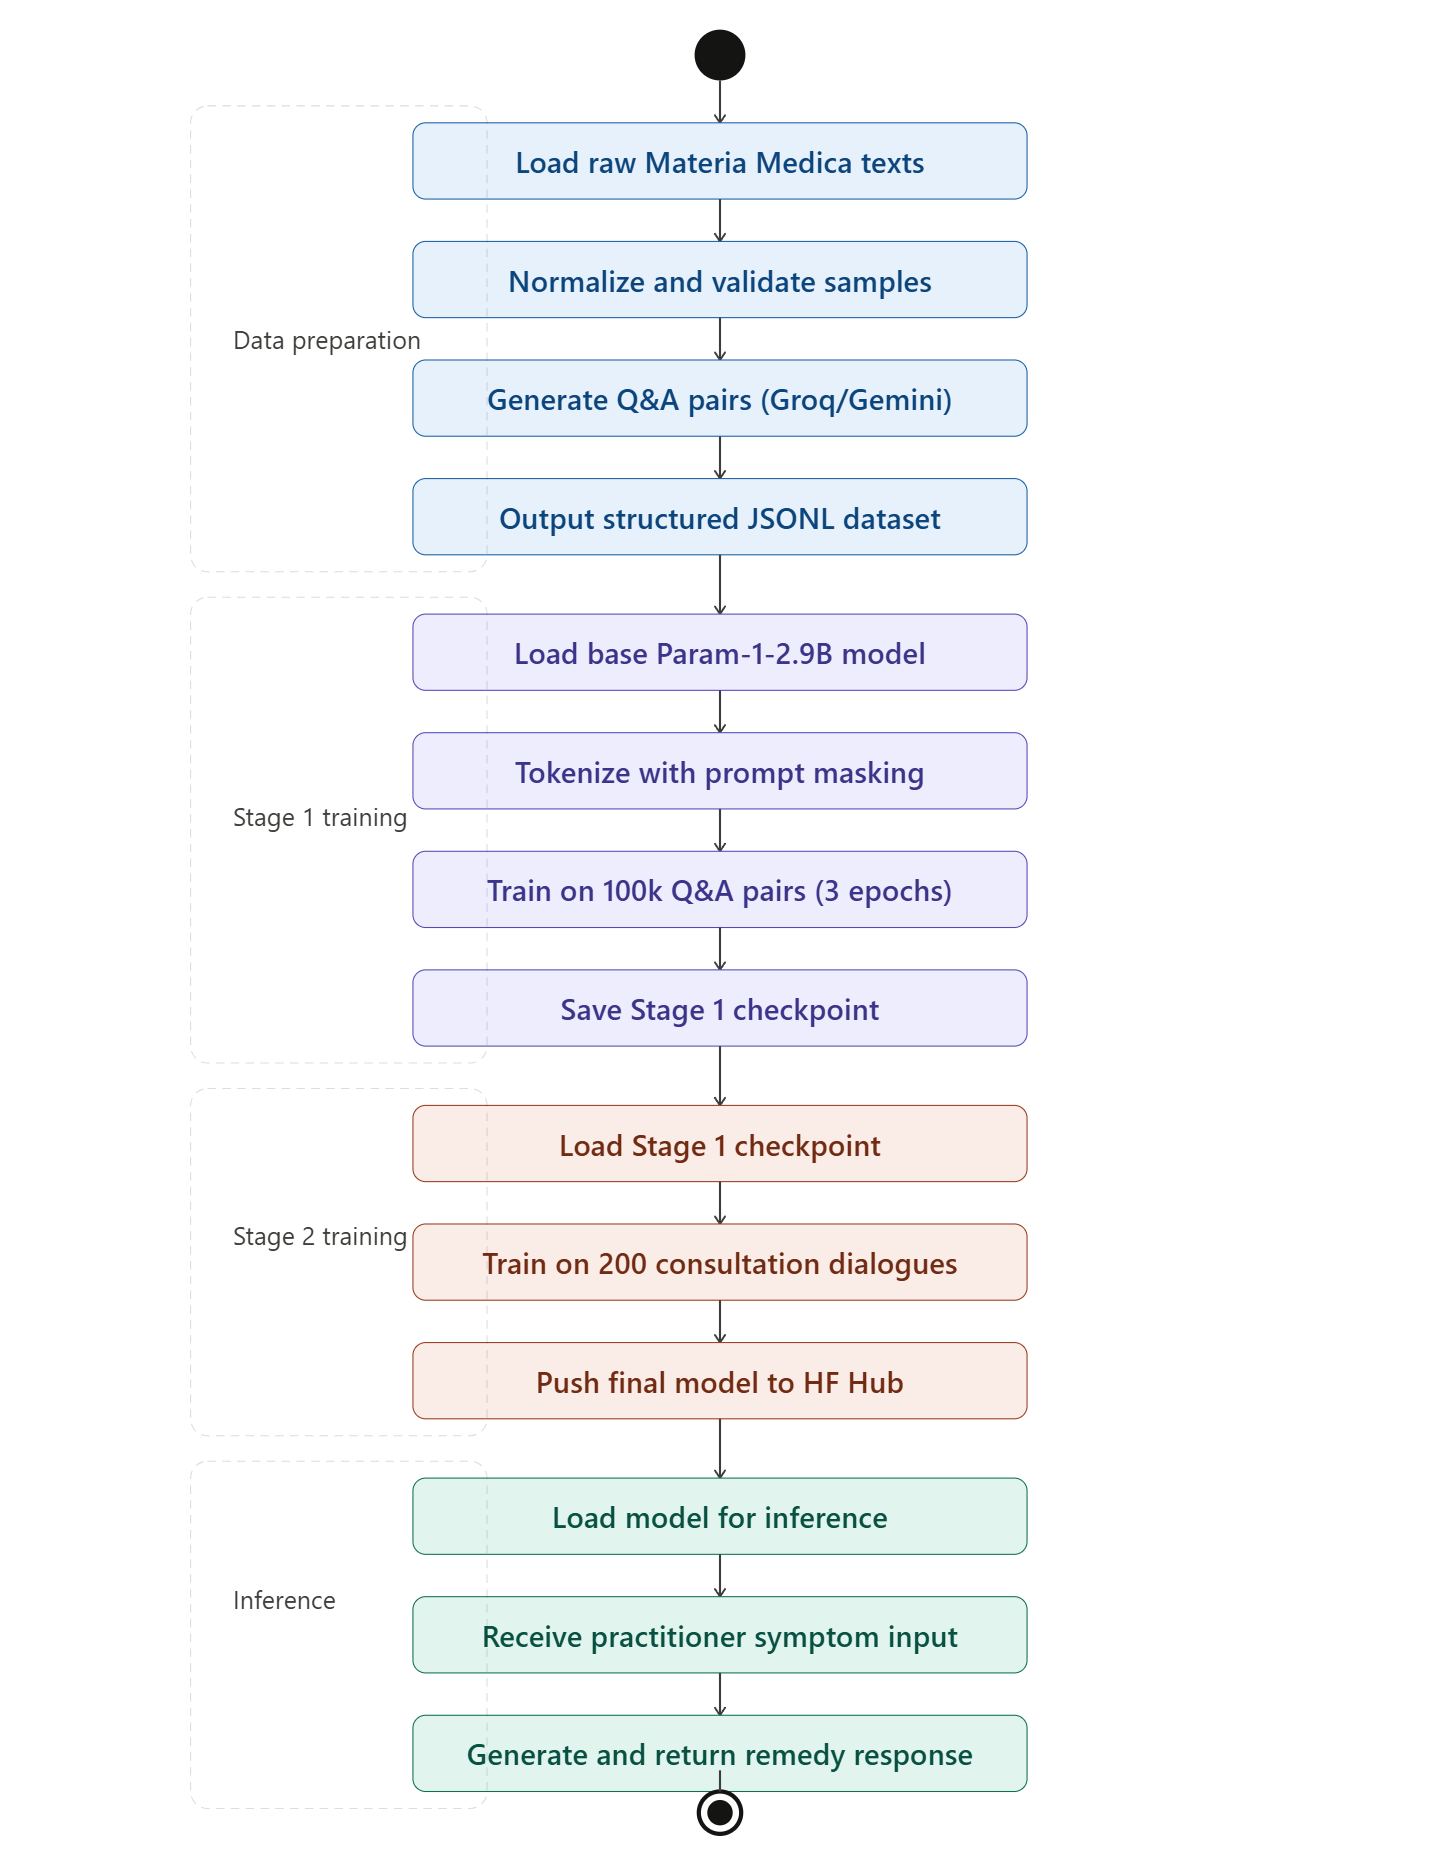 Load raw Materia Medica texts
Normalize and validate samples
Data preparation
Generate Q&A pairs (Groq/Gemini)
Output structured JSONL dataset
Load base Param-1-2.9B model
Tokenize with prompt masking
Stage 1 training
Train on 100k Q&A pairs (3 epochs)
Save Stage 1 checkpoint
Load Stage 1 checkpoint
Stage 2 training
Train on 200 consultation dialogues
Push final model to HF Hub
Load model for inference
Inference
Receive practitioner symptom input
Generate and return remedy response